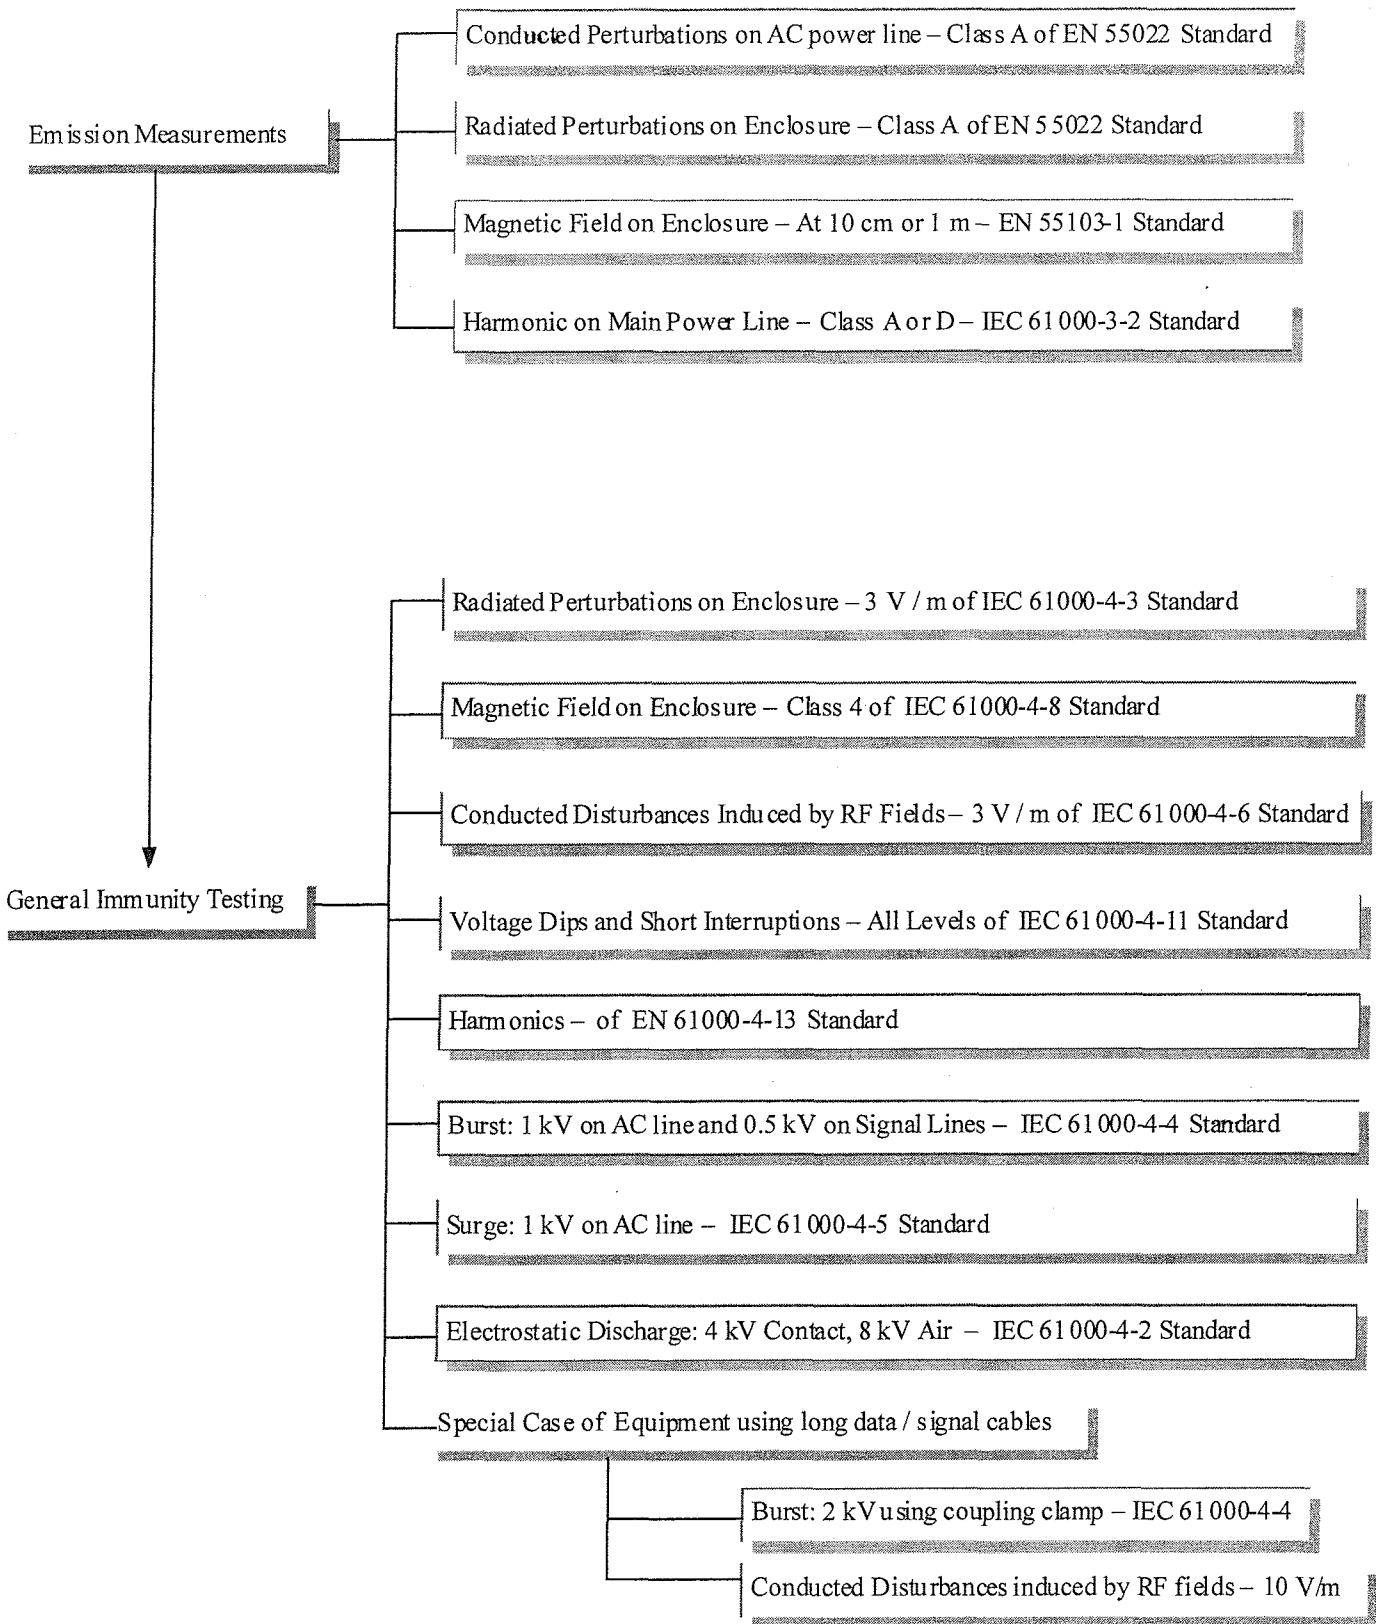 Conducted Perturbations on AC power line – Class A of EN 55022 Standard
Emission Measurements
Radiated Perturbations on Enclosure – Class A of EN 55022 Standard
Magnetic Field on Enclosure – At 10 cm or 1 m – EN 55103-1 Standard
Harmonic on Main Power Line – Class A or D – IEC 61000-3-2 Standard
Radiated Perturbations on Enclosure – 3 V / m of IEC 61000-4-3 Standard
Magnetic Field on Enclosure – Class 4 of IEC 61000-4-8 Standard
Conducted Disturbances Induced by RF Fields – 3 V / m of IEC 61000-4-6 Standard
General Immunity Testing
Voltage Dips and Short Interruptions – All Levels of IEC 61000-4-11 Standard
Harmonics – of EN 61000-4-13 Standard
Burst: 1 kV on AC line and 0.5 kV on Signal Lines – IEC 61000-4-4 Standard
Surge: 1 kV on AC line – IEC 61000-4-5 Standard
Electrostatic Discharge: 4 kV Contact, 8 kV Air – IEC 61000-4-2 Standard
Special Case of Equipment using long data / signal cables
Burst: 2 kV using coupling clamp – IEC 61000-4-4
Conducted Disturbances induced by RF fields – 10 V/m